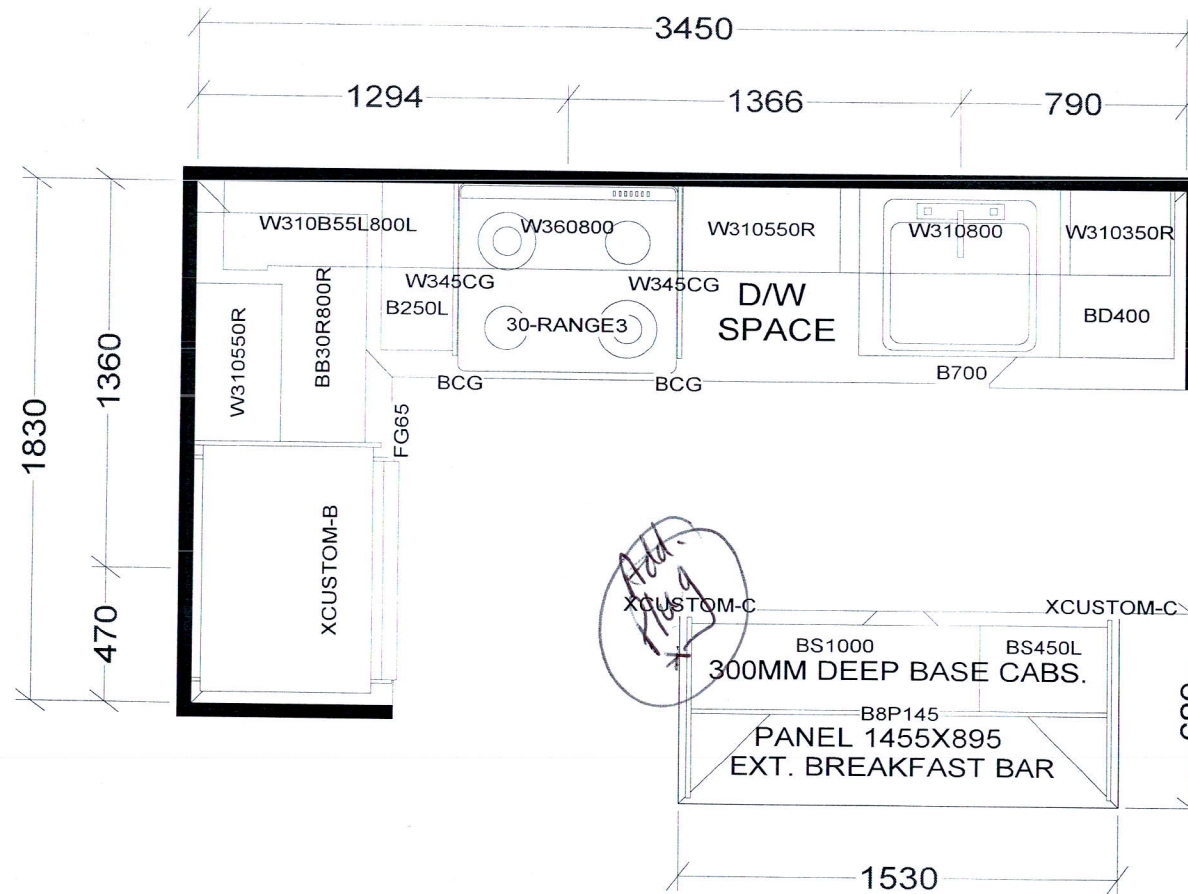 3450
1294
1366
790
W310B55L800L
W360800
W310550R
W310800
W310350R
W345CG
W345CG
B250L
30-RANGE3
D/W
SPACE
BD400
BCG
BCG
B700
1830
1360
470
W310550R
BB30R800R
FG65
XCUSTOM-B
Add.
Plug
XCUSTOM-C
XCUSTOM-C
BS1000
BS450L
300MM DEEP BASE CABS.
B8P145
PANEL 1455X895
EXT. BREAKFAST BAR
1530